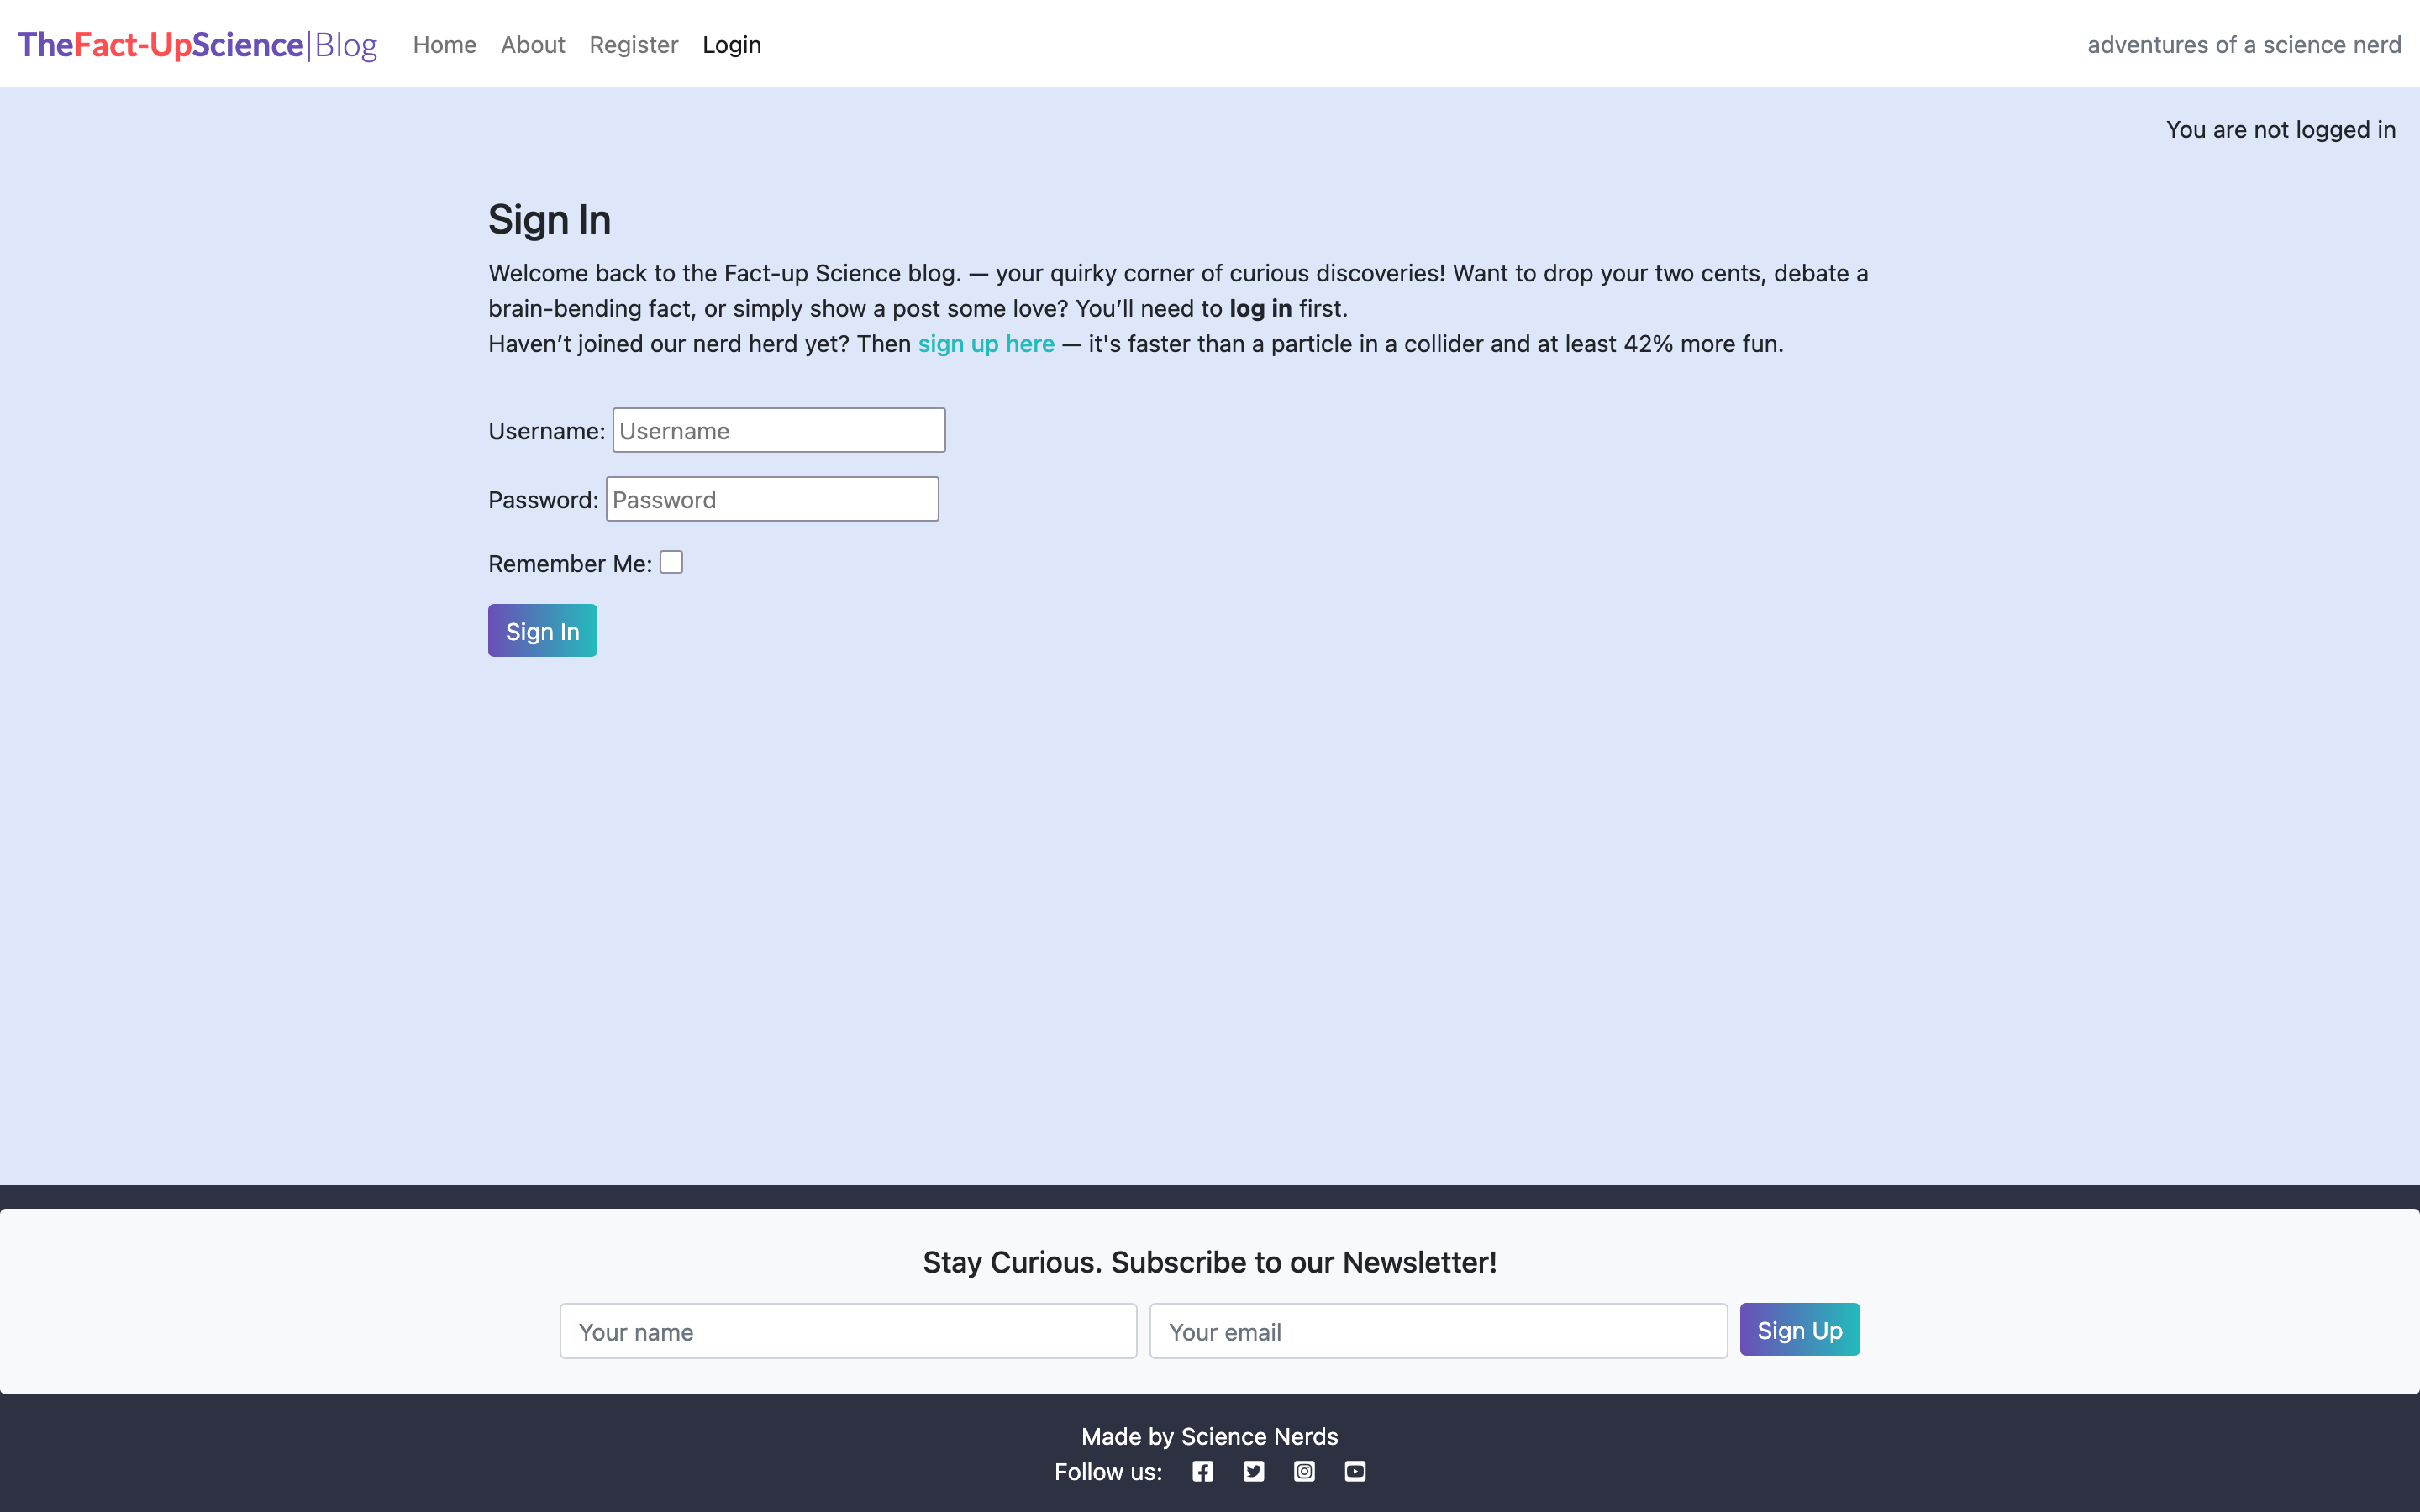 TheFact-UpScience|Blog Home About Register Login adventures of a science nerd
You are not logged in
Sign In
Welcome back to the Fact-up Science blog. — your quirky corner of curious discoveries! Want to drop your two cents, debate a
brain-bending fact, or simply show a post some love? You’ll need to log in first.
Haven’t joined our nerd herd yet? Then sign up here — it's faster than a particle in a collider and at least 42% more fun.
Username: Username
Password: Password
Remember Me:
Sign In
Stay Curious. Subscribe to our Newsletter!
Your name Your email Sign Up
Made by Science Nerds
Follow us: